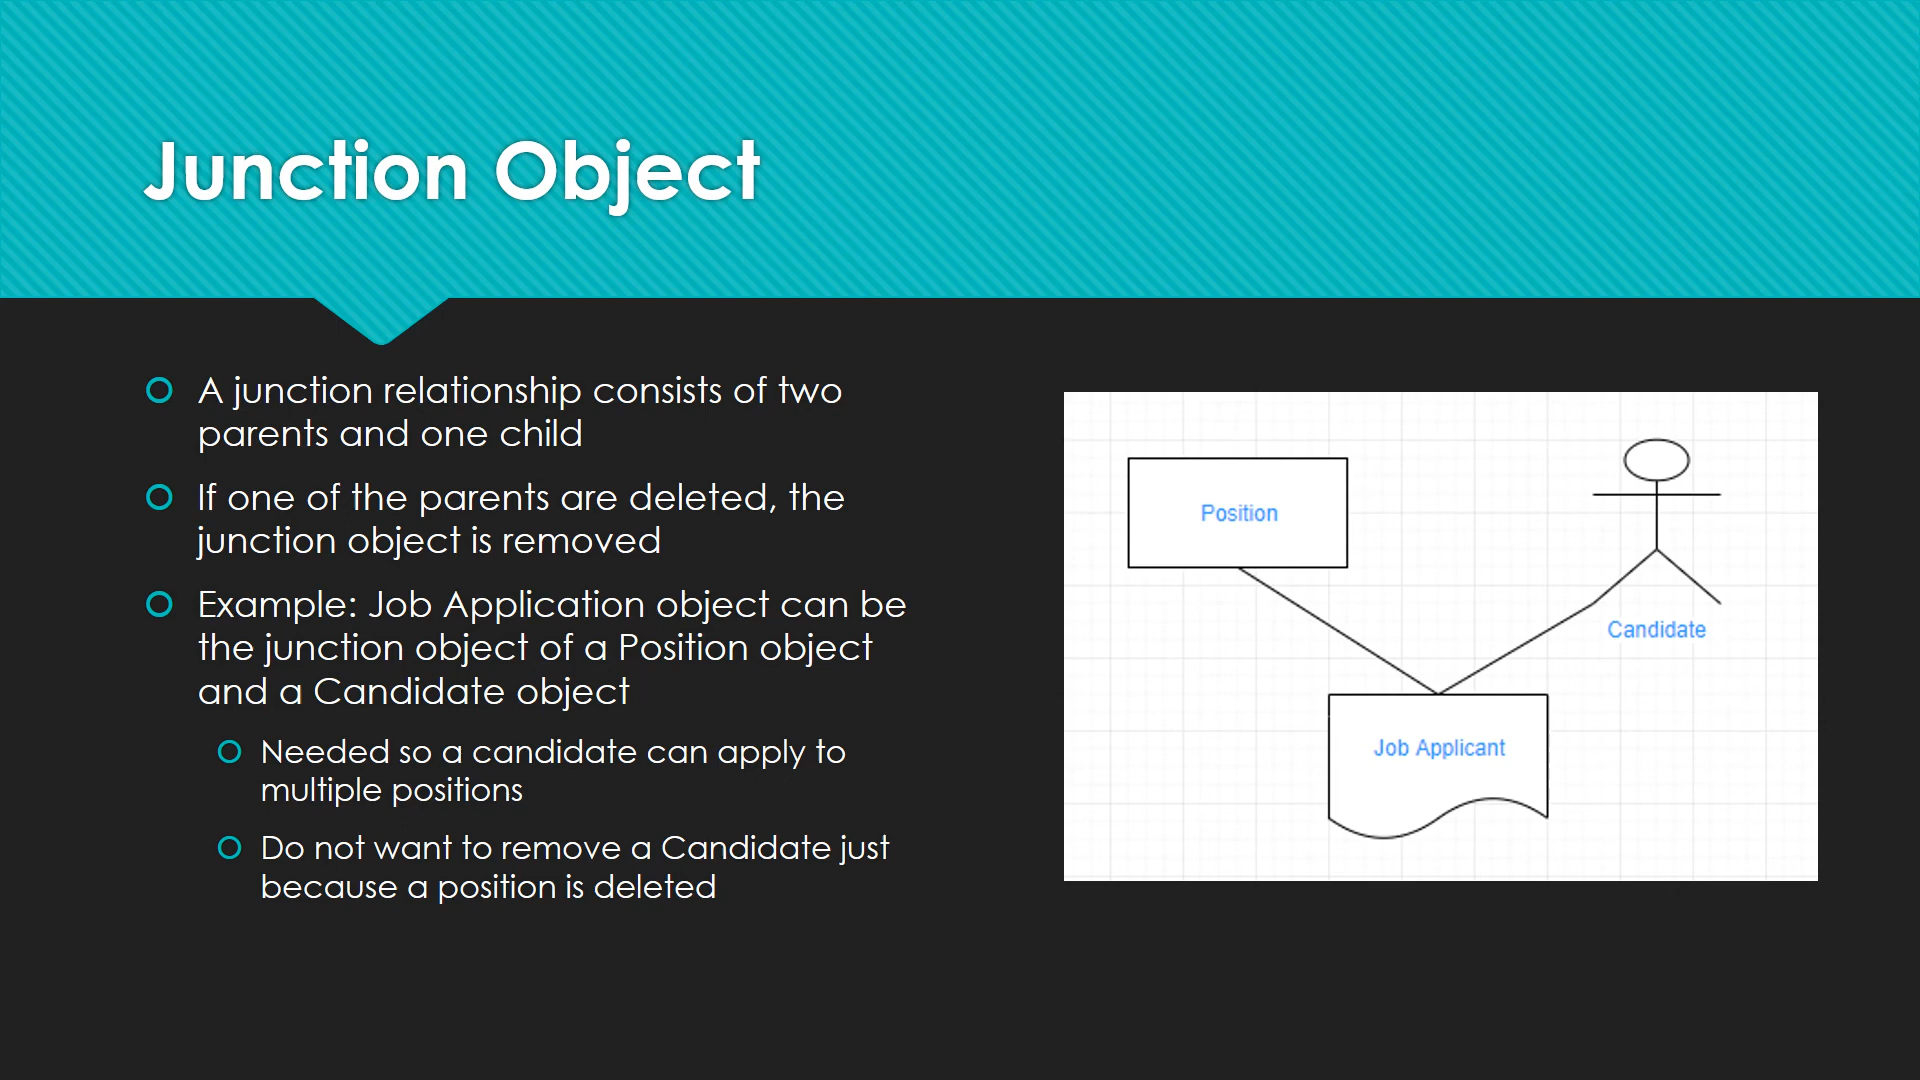 Junction Object
A junction relationship consists of two
parents and one child
If one of the parents are deleted, the
junction object is removed
Example: Job Application object can be
the junction object of a Position object
and a Candidate object
Needed so a candidate can apply to
multiple positions
Do not want to remove a Candidate just
because a position is deleted
Position
Candidate
Job Applicant